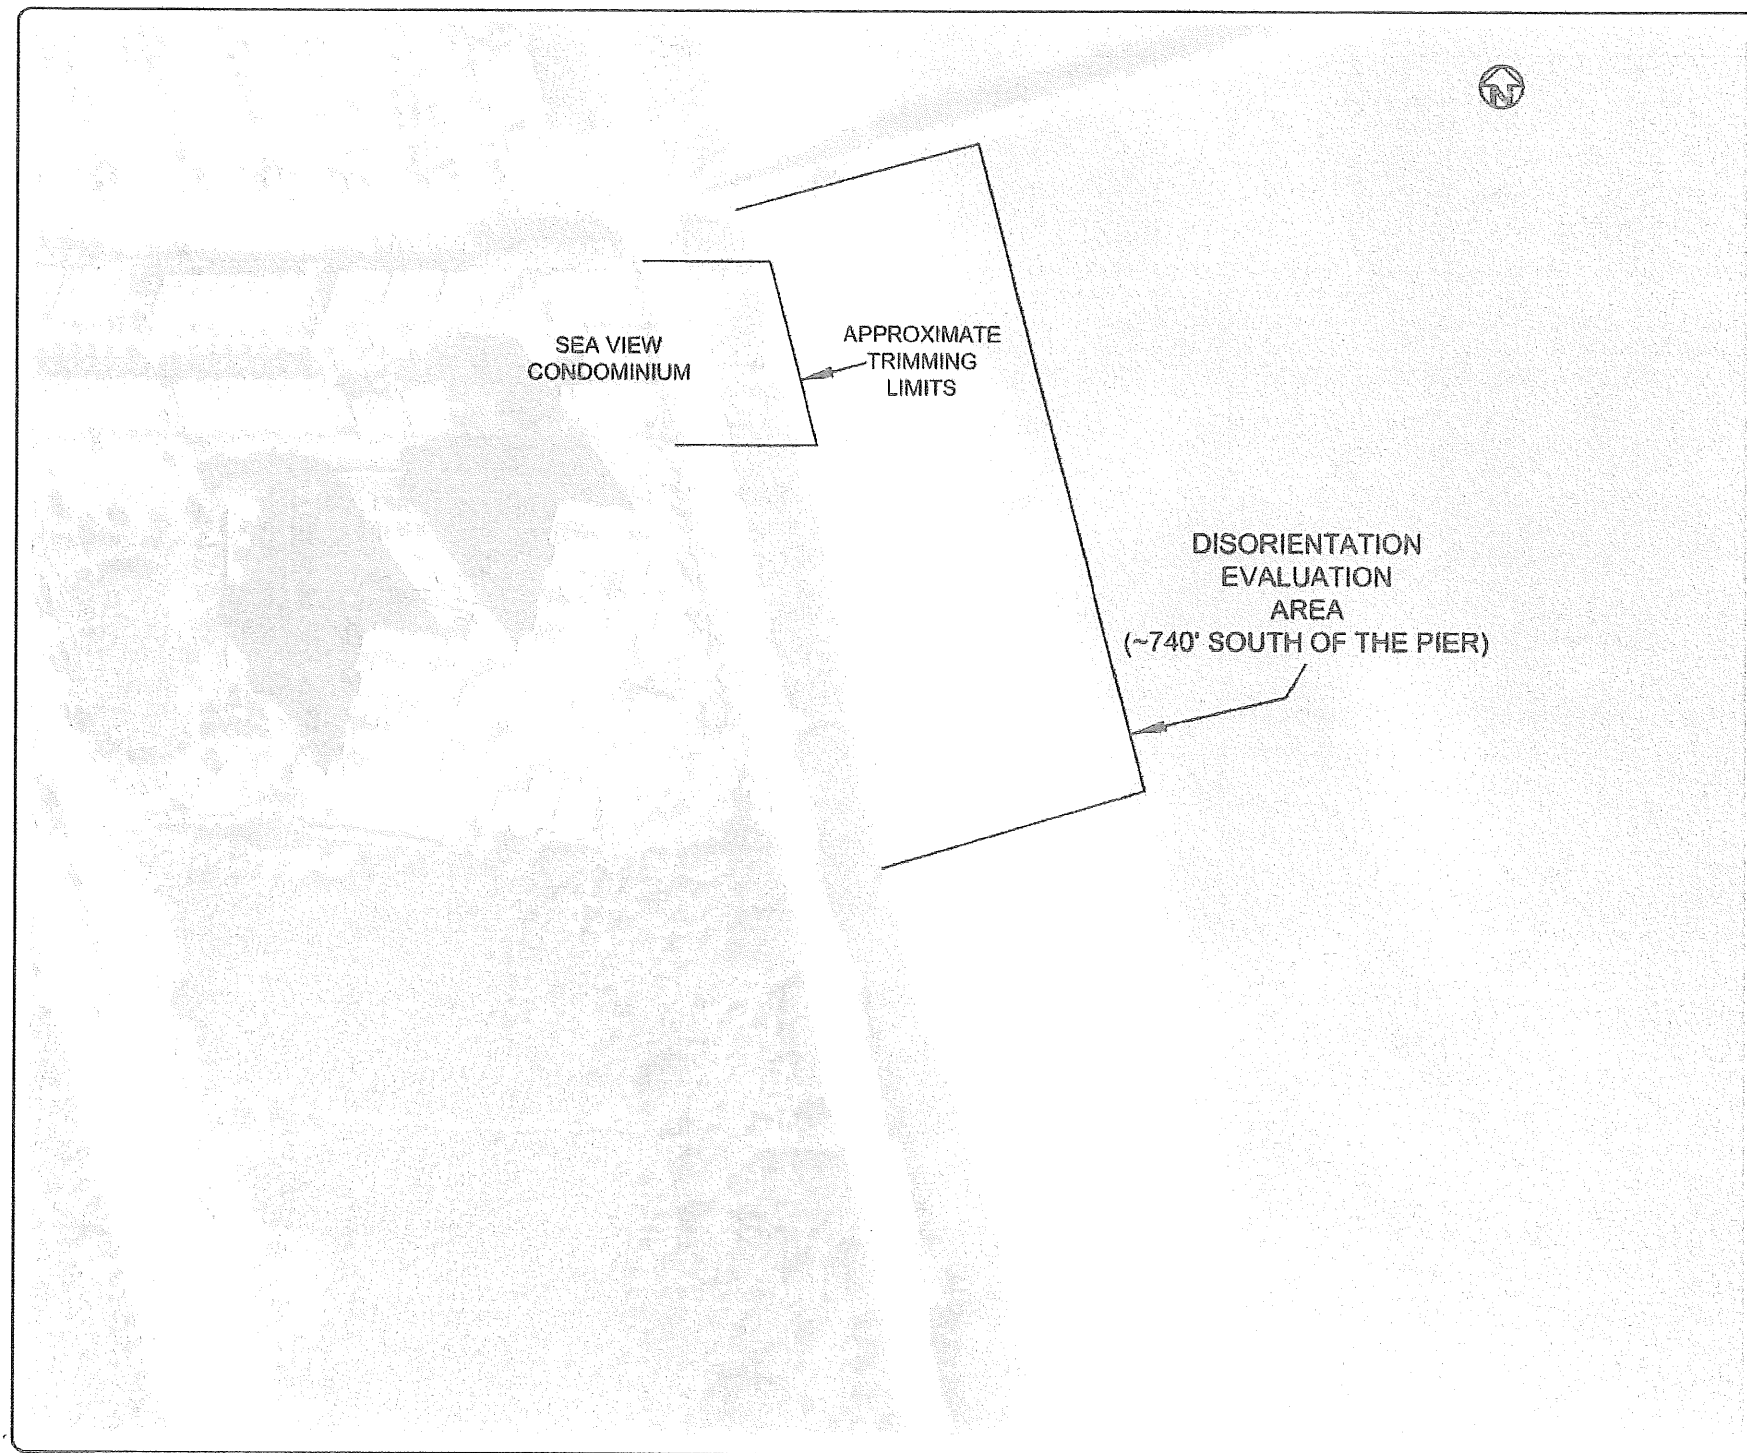 N
SEA VIEW
CONDOMINIUM
APPROXIMATE
TRIMMING
LIMITS
DISORIENTATION
EVALUATION
AREA
(~740' SOUTH OF THE PIER)